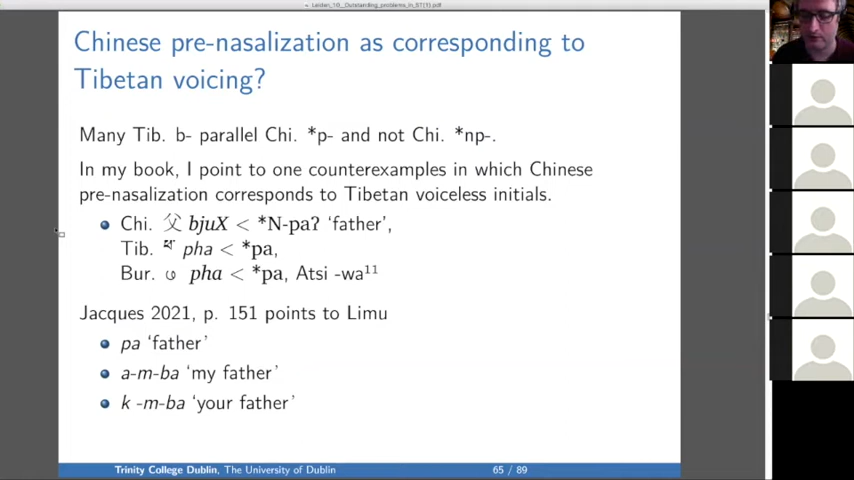 Leiden_10__Outstanding_problems_in_ST(1).pdf
Chinese pre-nasalization as corresponding to
Tibetan voicing?
Many Tib. b- parallel Chi. *p- and not Chi. *np-.
In my book, I point to one counterexamples in which Chinese
pre-nasalization corresponds to Tibetan voiceless initials.
Chi. 父 bjuX < *N-paʔ ‘father’,
Tib. ཕ pha < *pa,
Bur. ဖ pha < *pa, Atsi -wa¹¹
Jacques 2021, p. 151 points to Limu
pa ‘father’
a-m-ba ‘my father’
k -m-ba ‘your father’
Trinity College Dublin, The University of Dublin
65 / 89